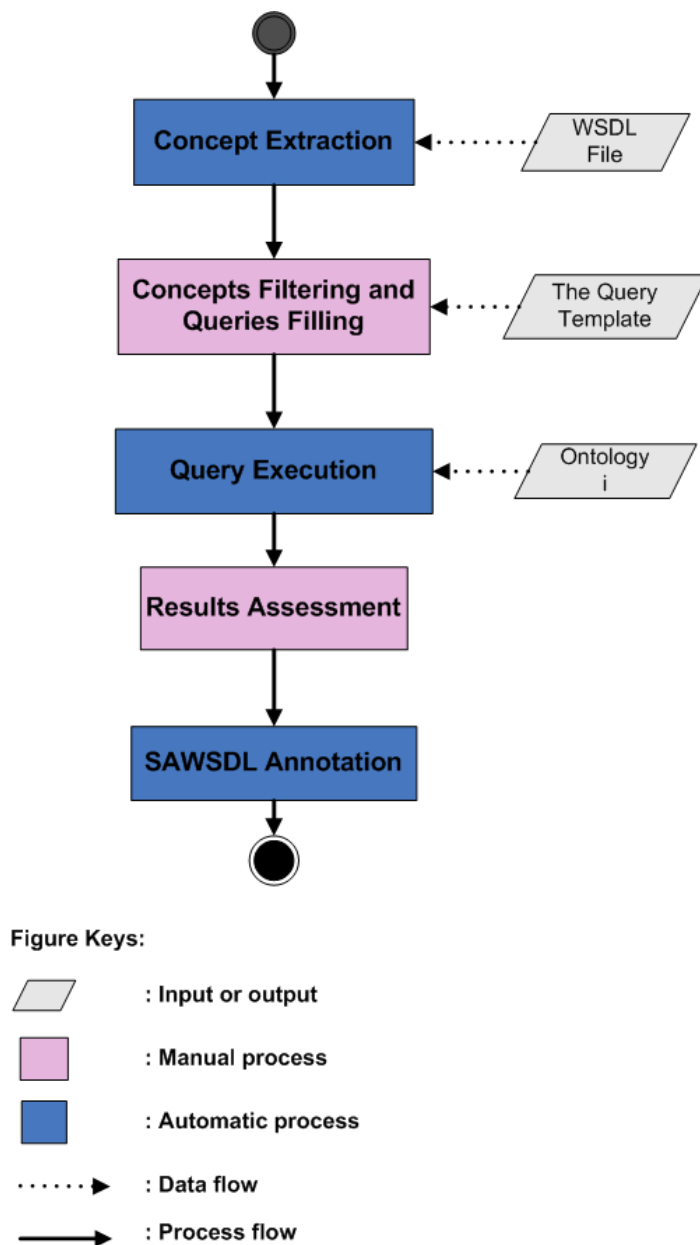 Concept Extraction
WSDL
File
Concepts Filtering and
Queries Filling
The Query
Template
Query Execution
Ontology
i
Results Assessment
SAWSDL Annotation
Figure Keys:
: Input or output
: Manual process
: Automatic process
: Data flow
: Process flow